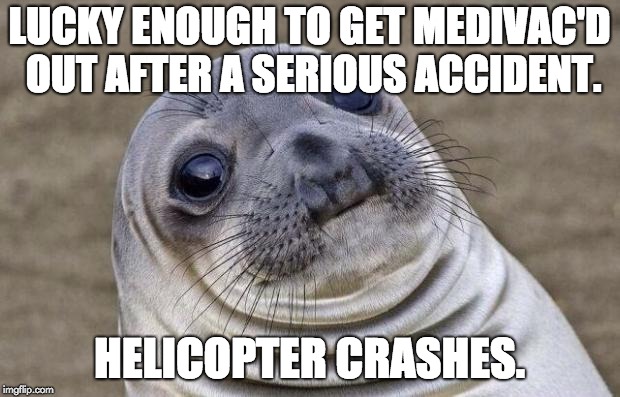 LUCKY ENOUGH TO GET MEDIVAC'D
OUT AFTER A SERIOUS ACCIDENT.
HELICOPTER CRASHES.
imgflip.com